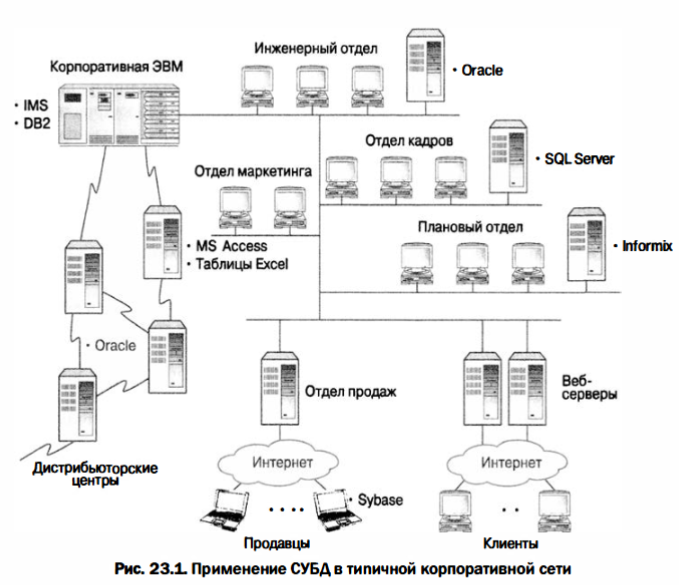 Инженерный отдел
• Oracle
Корпоративная ЭВМ
• IMS
• DB2
Отдел кадров
• SQL Server
Отдел маркетинга
Плановый отдел
• Informix
• MS Access
• Таблицы Excel
• Oracle
Отдел продаж
Веб-
серверы
Дистрибьюторские
центры
Интернет
Интернет
• Sybase
Продавцы
Клиенты
Рис. 23.1. Применение СУБД в типичной корпоративной сети